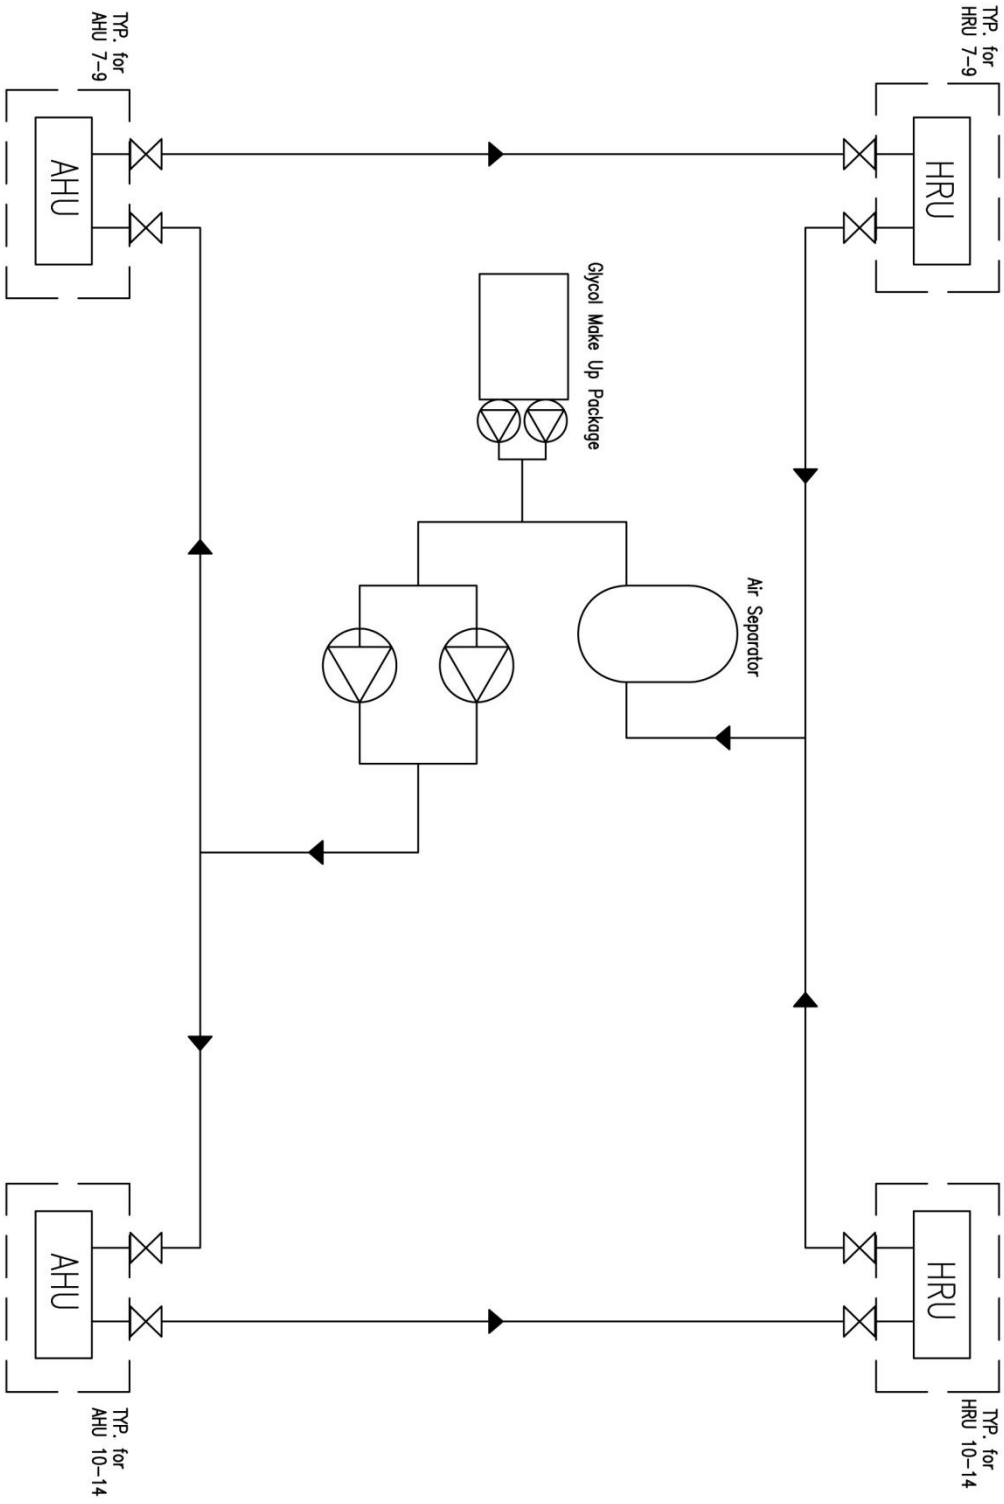 TYP. for
HRU 7-9
HRU
TYP. for
HRU 10-14
HRU
Air Separator
Glycol Make Up Package
TYP. for
AHU 7-9
AHU
TYP. for
AHU 10-14
AHU